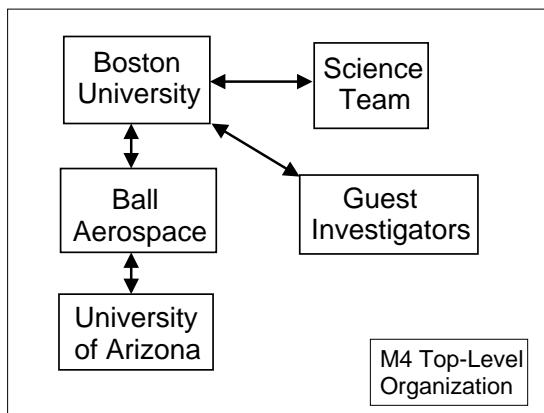 Boston
University
Science
Team
Ball
Aerospace
Guest
Investigators
University
of Arizona
M4 Top-Level
Organization